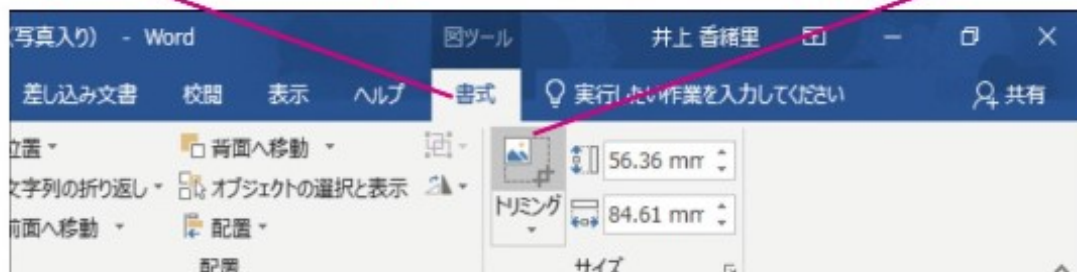 (写真入り) - Word 図ツール 井上 香緒里
差し込み文書 校閲 表示 ヘルプ 書式 実行したい作業を入力してください 共有
位置 背面へ移動 56.36 mm
文字列の折り返し オブジェクトの選択と表示 トリミング 84.61 mm
前面へ移動 配置
配置 サイズ